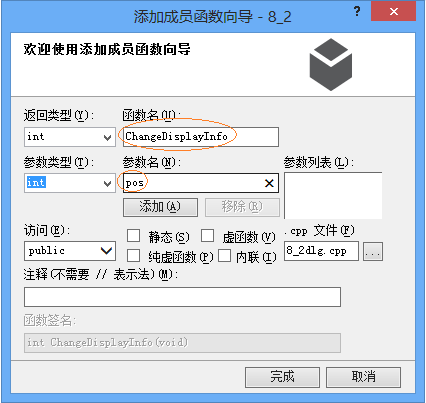 添加成员函数向导 - 8_2
?
欢迎使用添加成员函数向导
返回类型(Y): 函数名(U):
int ChangeDisplayInfo
参数类型(T): 参数名(N): 参数列表(L):
int pos
添加(A) 移除(R)
访问(E): 静态(S) 虚函数(V) .cpp 文件(F)
public 纯虚函数(P) 内联(I) 8_2dlg.cpp ...
注释(不需要 // 表示法)(M):
函数签名:
int ChangeDisplayInfo(void)
完成 取消